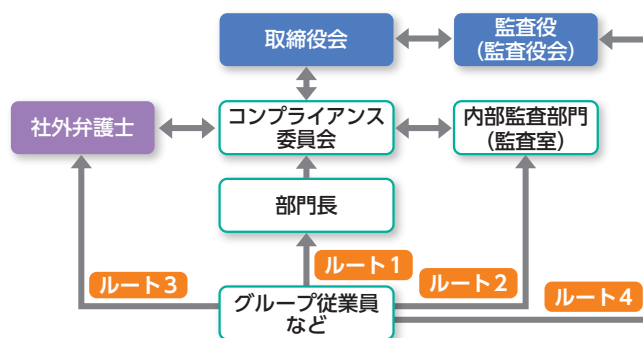 取締役会
監査役
(監査役会)
社外弁護士
コンプライアンス
委員会
内部監査部門
(監査室)
部門長
ルート1
ルート3
ルート2
ルート4
グループ従業員
など